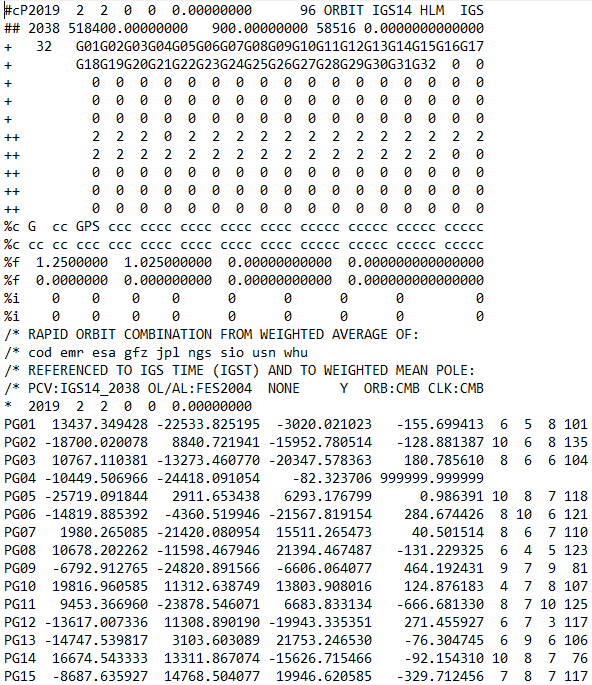 #cP2019  2  2  0  0  0.00000000      96 ORBIT IGS14 HLM  IGS
## 2038 518400.00000000   900.00000000 58516 0.0000000000000
+   32   G01G02G03G04G05G06G07G08G09G10G11G12G13G14G15G16G17
+        G18G19G20G21G22G23G24G25G26G27G28G29G30G31G32  0  0
+          0  0  0  0  0  0  0  0  0  0  0  0  0  0  0  0  0
+          0  0  0  0  0  0  0  0  0  0  0  0  0  0  0  0  0
+          0  0  0  0  0  0  0  0  0  0  0  0  0  0  0  0  0
++         2  2  2  0  2  2  2  2  2  2  2  2  2  2  2  2  2
++         2  2  2  2  2  2  2  2  2  2  2  2  2  2  2  0  0
++         0  0  0  0  0  0  0  0  0  0  0  0  0  0  0  0  0
++         0  0  0  0  0  0  0  0  0  0  0  0  0  0  0  0  0
++         0  0  0  0  0  0  0  0  0  0  0  0  0  0  0  0  0
%c G  cc GPS ccc cccc cccc cccc cccc ccccc ccccc ccccc ccccc
%c cc cc ccc ccc cccc cccc cccc cccc ccccc ccccc ccccc ccccc
%f  1.2500000  1.025000000  0.00000000000  0.000000000000000
%f  0.0000000  0.000000000  0.00000000000  0.000000000000000
%i    0    0    0    0      0      0      0      0         0
%i    0    0    0    0      0      0      0      0         0
/* RAPID ORBIT COMBINATION FROM WEIGHTED AVERAGE OF:
/* cod emr esa gfz jpl ngs sio usn whu
/* REFERENCED TO IGS TIME (IGST) AND TO WEIGHTED MEAN POLE:
/* PCV:IGS14_2038 OL/AL:FES2004  NONE     Y  ORB:CMB CLK:CMB
*  2019  2  2  0  0  0.00000000
PG01  13437.349428 -22533.825195  -3020.021023   -155.699413  6  5  8 101
PG02 -18700.020078   8840.721941 -15952.780514   -128.881387 10  6  8 135
PG03  10767.110381 -13273.460770 -20347.578363    180.785610  8  6  6 104
PG04 -10449.506966 -24418.091054    -82.323706 999999.999999
PG05 -25719.091844   2911.653438   6293.176799      0.986391 10  8  7 118
PG06 -14819.885392  -4360.519946 -21567.819154    284.674426  8 10  6 121
PG07   1980.265085 -21420.080954  15511.265473     40.501514  8  6  7 110
PG08  10678.202262 -11598.467946  21394.467487   -131.229325  6  4  5 123
PG09  -6792.912765 -24820.891566  -6606.064077    464.192431  9  7  9  81
PG10  19816.960585  11312.638749  13803.908016    124.876183  4  7  8 107
PG11   9453.366960 -23878.546071   6683.833134   -666.681330  8  7 10 125
PG12 -13617.007336  11308.890190 -19943.335351    271.455927  6  7  3 117
PG13 -14747.539817   3103.603089  21753.246530    -76.304745  6  9  6 106
PG14  16674.543333  13311.867074 -15626.715466    -92.154310 10  8  7  76
PG15  -8687.635927  14768.504077  19946.620585   -329.712456  7  8  7 117